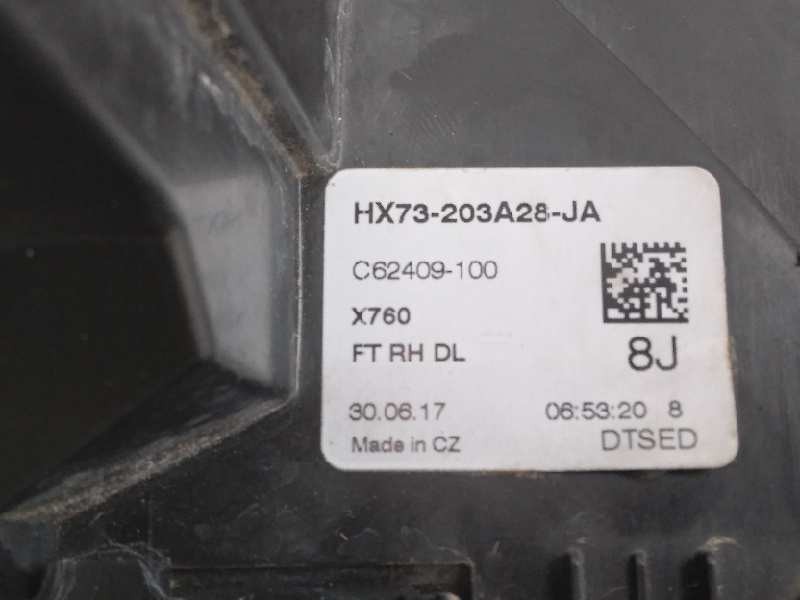 HX73-203A28-JA
C62409-100
X760
FT RH DL
8J
30.06.17 06:53:20 8
Made in CZ DTSED